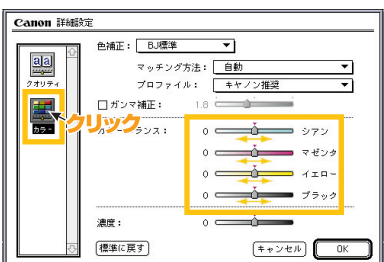 Canon 詳細設定
色補正： BJ標準
マッチング方法： 自動
プロファイル： キヤノン推奨
クオリティ
カラー
クリック
ガンマ補正： 1.8
ランス： 0 シアン
0 マゼンタ
0 イエロー
0 ブラック
濃度： 0
標準に戻す キャンセル OK